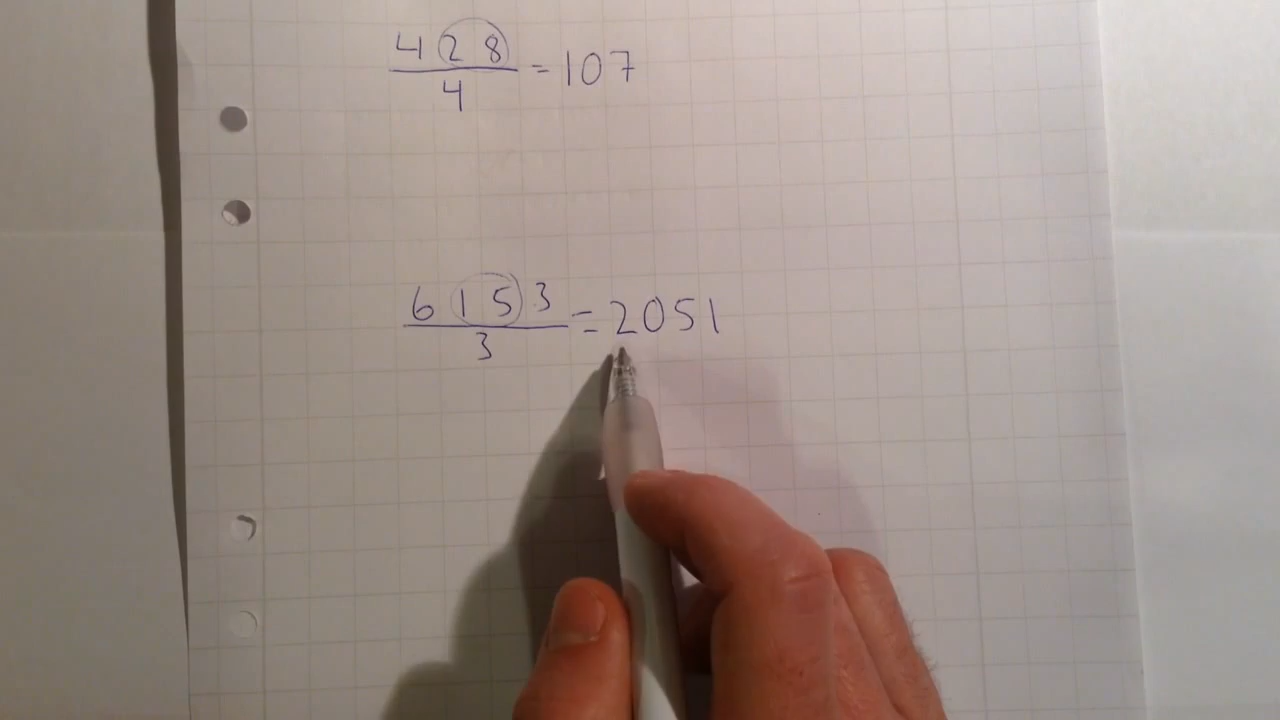 428/4 = 107
6153/3 = 2051